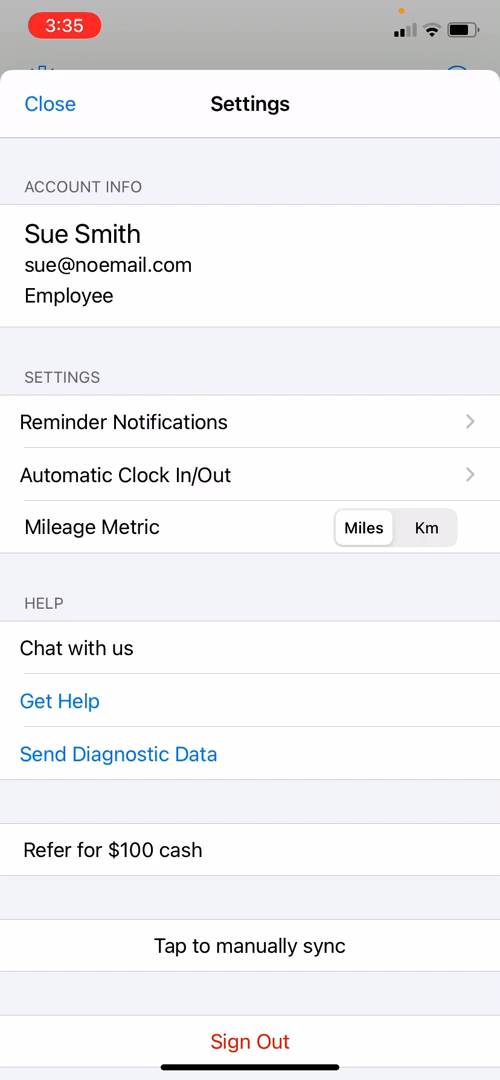 3:35
Close
Settings
ACCOUNT INFO
Sue Smith
sue@noemail.com
Employee
SETTINGS
Reminder Notifications
Automatic Clock In/Out
Mileage Metric Miles Km
HELP
Chat with us
Get Help
Send Diagnostic Data
Refer for $100 cash
Tap to manually sync
Sign Out